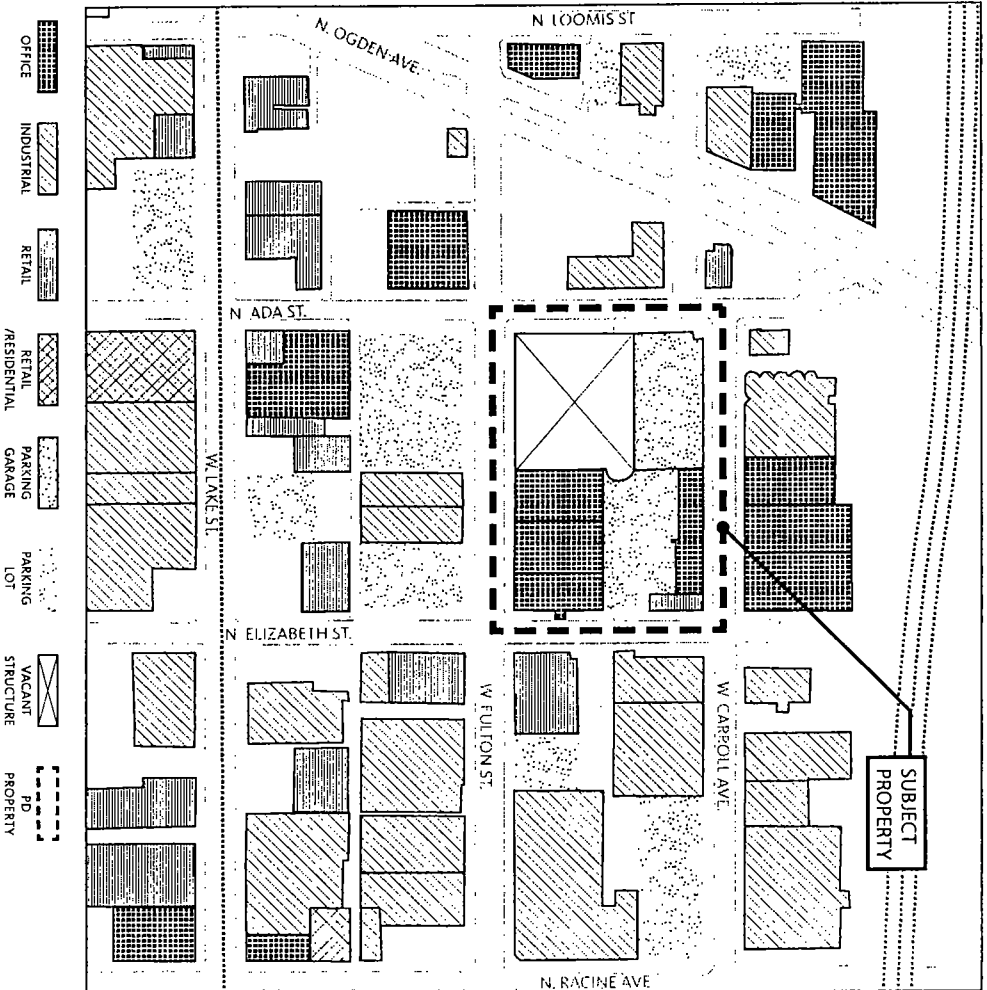 N. LOOMIS ST
N. OGDEN AVE.
N. ADA ST.
W. LAKE ST.
N. ELIZABETH ST.
W. FULTON ST.
W. CARROLL AVE.
N. RACINE AVE
SUBJECT
PROPERTY
OFFICE
INDUSTRIAL
RETAIL
RETAIL
/RESIDENTIAL
PARKING
GARAGE
PARKING
LOT
VACANT
STRUCTURE
PD
PROPERTY